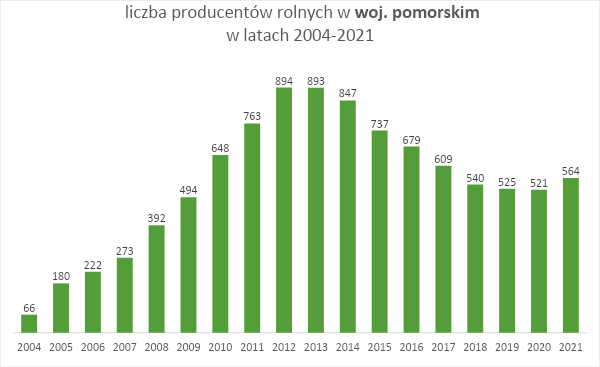 liczba producentów rolnych w woj. pomorskim
w latach 2004-2021
66 180 222 273 392 494 648 763 894 893 847 737 679 609 540 525 521 564
2004 2005 2006 2007 2008 2009 2010 2011 2012 2013 2014 2015 2016 2017 2018 2019 2020 2021